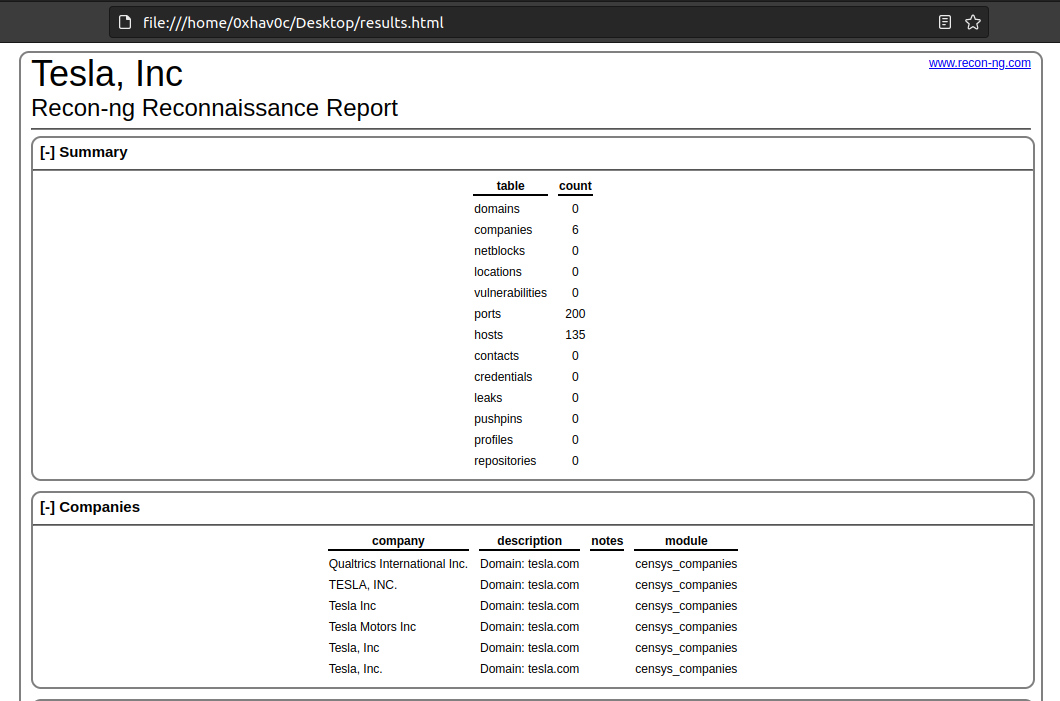 file:///home/0xhav0c/Desktop/results.html
Tesla, Inc
www.recon-ng.com
Recon-ng Reconnaissance Report
[-] Summary
table count
domains 0
companies 6
netblocks 0
locations 0
vulnerabilities 0
ports 200
hosts 135
contacts 0
credentials 0
leaks 0
pushpins 0
profiles 0
repositories 0
[-] Companies
company description notes module
Qualtrics International Inc. Domain: tesla.com censys_companies
TESLA, INC. Domain: tesla.com censys_companies
Tesla Inc Domain: tesla.com censys_companies
Tesla Motors Inc Domain: tesla.com censys_companies
Tesla, Inc Domain: tesla.com censys_companies
Tesla, Inc. Domain: tesla.com censys_companies